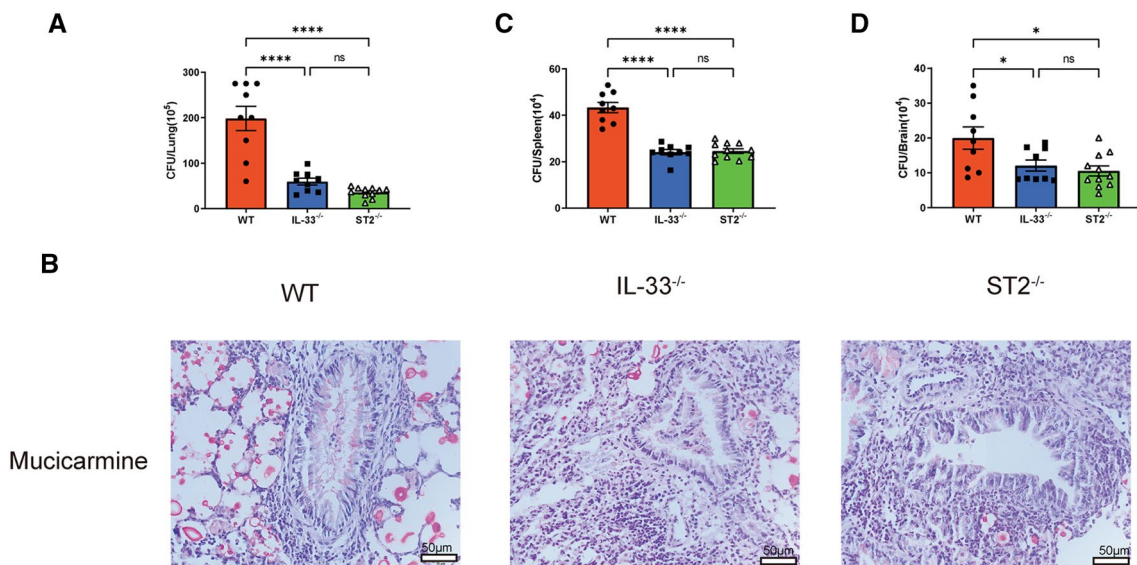 A
C
D
****
****
ns
CFU/Lung(10⁵)
300
200
100
0
WT
IL-33⁻/⁻
ST2⁻/⁻
****
****
ns
CFU/Spleen(10⁴)
60
40
20
0
WT
IL-33⁻/⁻
ST2⁻/⁻
*
*
ns
CFU/Brain(10⁴)
40
30
20
10
0
WT
IL-33⁻/⁻
ST2⁻/⁻
B
WT
IL-33⁻/⁻
ST2⁻/⁻
Mucicarmine
50μm
50μm
50μm